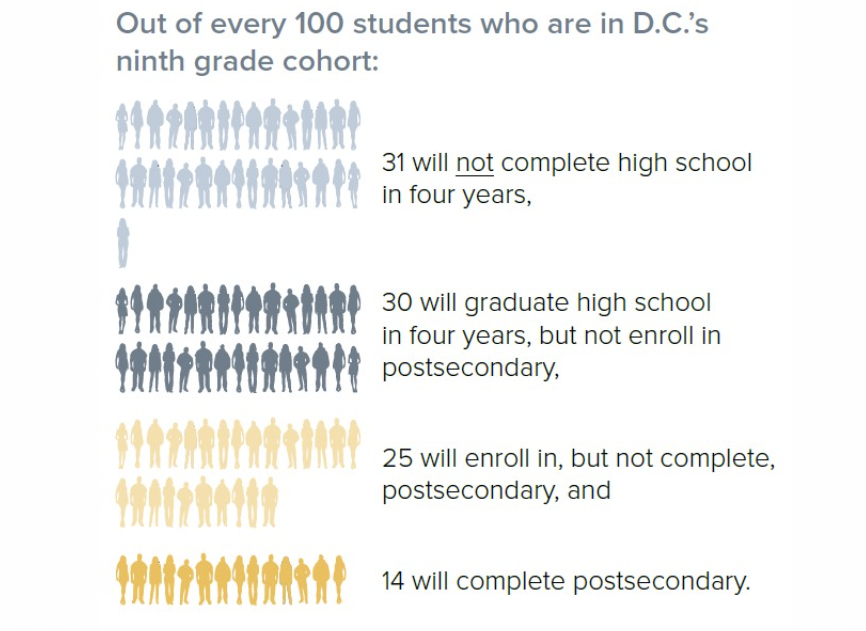 Out of every 100 students who are in D.C.’s
ninth grade cohort:
31 will not complete high school
in four years,
30 will graduate high school
in four years, but not enroll in
postsecondary,
25 will enroll in, but not complete,
postsecondary, and
14 will complete postsecondary.